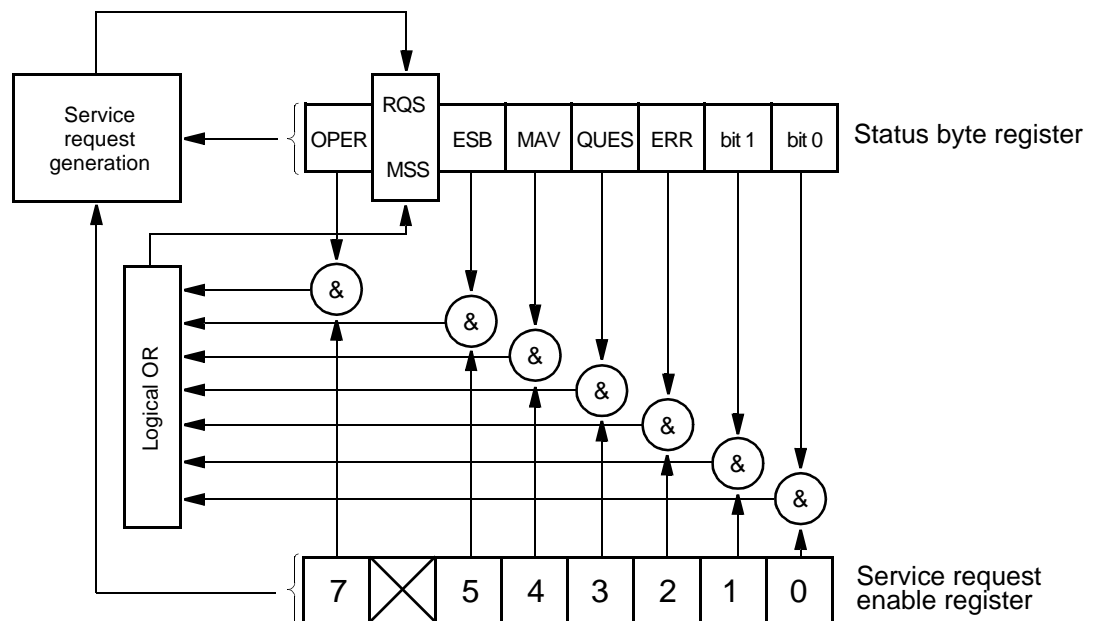 Service
request
generation
OPER
RQS
MSS
ESB
MAV
QUES
ERR
bit 1
bit 0
Status byte register
&
&
&
&
&
&
&
Logical OR
7
5
4
3
2
1
0
Service request
enable register